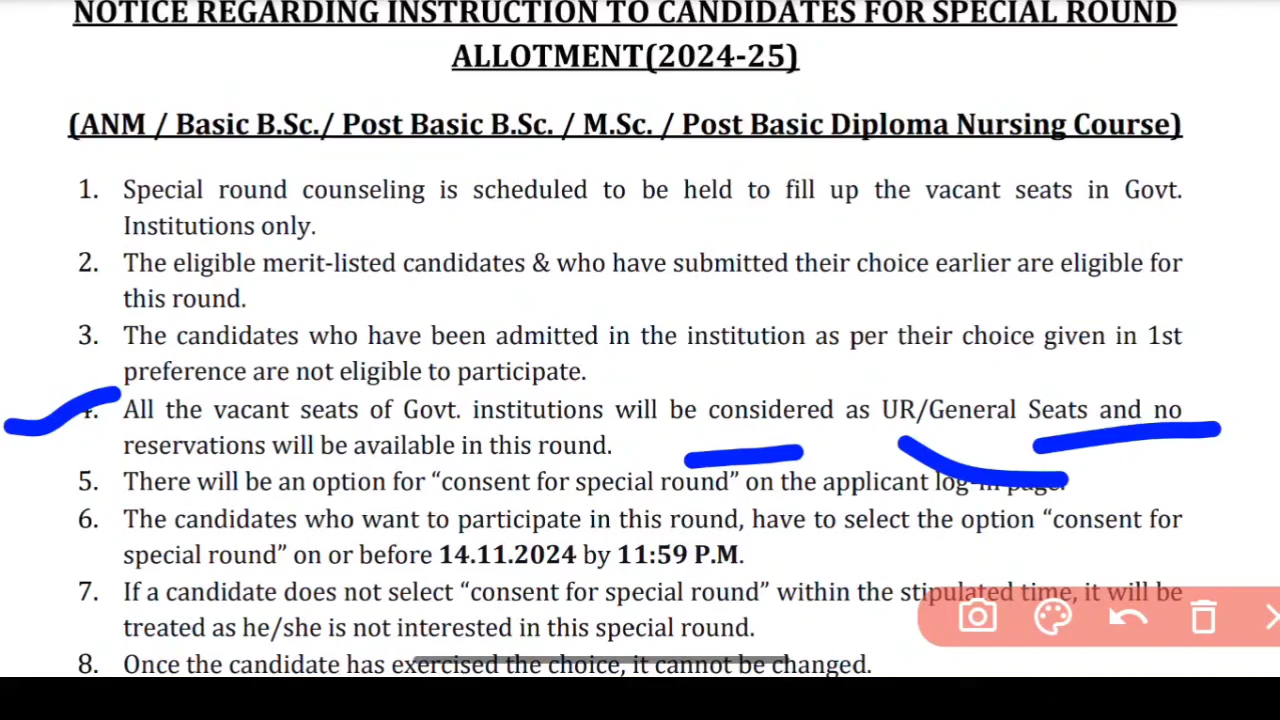 NOTICE REGARDING INSTRUCTION TO CANDIDATES FOR SPECIAL ROUND
ALLOTMENT(2024-25)
(ANM / Basic B.Sc./ Post Basic B.Sc. / M.Sc. / Post Basic Diploma Nursing Course)
1. Special round counseling is scheduled to be held to fill up the vacant seats in Govt.
Institutions only.
2. The eligible merit-listed candidates & who have submitted their choice earlier are eligible for
this round.
3. The candidates who have been admitted in the institution as per their choice given in 1st
preference are not eligible to participate.
4. All the vacant seats of Govt. institutions will be considered as UR/General Seats and no
reservations will be available in this round.
5. There will be an option for “consent for special round” on the applicant log-in page.
6. The candidates who want to participate in this round, have to select the option “consent for
special round” on or before 14.11.2024 by 11:59 P.M.
7. If a candidate does not select “consent for special round” within the stipulated time, it will be
treated as he/she is not interested in this special round.
8. Once the candidate has exercised the choice, it cannot be changed.